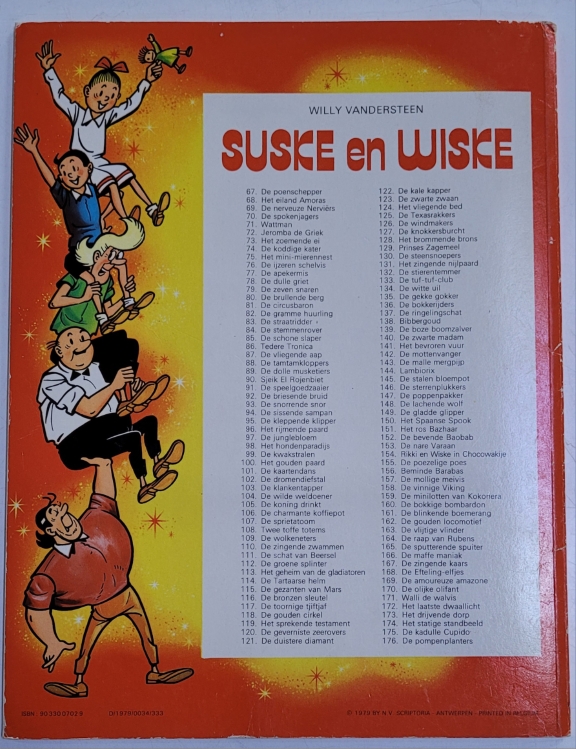 WILLY VANDERSTEEN
SUSKE en WISKE
67. De poenschepper
68. Het eiland Amoras
69. De nerveuze Nerviërs
70. De spokenjagers
71. Wattman
72. Jeromba de Griek
73. Het zoemende ei
74. De koddige kater
75. Het mini-mierennest
76. De ijzeren schelvis
77. De apekermis
78. De dulle griet
79. De zeven snaren
80. De brullende berg
81. De circusbaron
82. De gramme huurling
83. De straatridder
84. De stemmenrover
85. De schone slaper
86. Tedere Tronica
87. De vliegende aap
88. De tamtamkloppers
89. De dolle musketiers
90. Sjeik El Rojenbiet
91. De speelgoedzaaier
92. De briesende bruid
93. De snorrende snor
94. De sissende sampan
95. De kleppende klipper
96. Het rijmende paard
97. De junglebloem
98. Het hondenparadijs
99. De kwakstralen
100. Het gouden paard
101. De kaartendans
102. De dromendiefstal
103. De klankentapper
104. De wilde weldoener
105. De koning drinkt
106. De charmante koffiepot
107. De sprietatoom
108. Twee toffe totems
109. De wolkeneters
110. De zingende zwammen
111. De schat van Beersel
112. De groene splinter
113. Het geheim van de gladiatoren
114. De Tartaarse helm
115. De gezanten van Mars
116. De bronzen sleutel
117. De toornige tjiftjaf
118. De gouden cirkel
119. Het sprekende testament
120. De geverniste zeerovers
121. De duistere diamant
122. De kale kapper
123. De zwarte zwaan
124. Het vliegende bed
125. De Texasrakkers
126. De windmakers
127. De knokkersburcht
128. Het brommende brons
129. Prinses Zagemeel
130. De steensnoepers
131. Het zingende nijlpaard
132. De stierentemmer
133. De tuf-tuf-club
134. De witte uil
135. De gekke gokker
136. De bokkerijders
137. De ringelingschat
138. Bibbergoud
139. De boze boomzalver
140. De zwarte madam
141. Het bevroren vuur
142. De mottenvanger
143. De malle mergpijp
144. Lambiorix
145. De stalen bloempot
146. De sterrenplukkers
147. De poppenpakker
148. De lachende wolf
149. De gladde glipper
150. Het Spaanse Spook
151. Het ros Bazhaar
152. De bevende Baobab
153. De nare Varaan
154. Rikki en Wiske in Chocowakije
155. De poezelige poes
156. Beminde Barabas
157. De mollige meivis
158. De vinnige Viking
159. De minilotten van Kokonera
160. De bokkige bombardon
161. De blinkende boemerang
162. De gouden locomotief
163. De vlijtige vlinder
164. De raap van Rubens
165. De sputterende spuiter
166. De maffe maniak
167. De zingende kaars
168. De Efteling-elfjes
169. De amoureuze amazone
170. De olijke olifant
171. Walli de walvis
172. Het laatste dwaallicht
173. Het drijvende dorp
174. Het statige standbeeld
175. De kadulle Cupido
176. De pompenplanters
ISBN: 90 330 0702 9
D/1979/0034/333
© 1979 BY N.V. SCRIPTORIA - ANTWERPEN - PRINTED IN BELGIUM